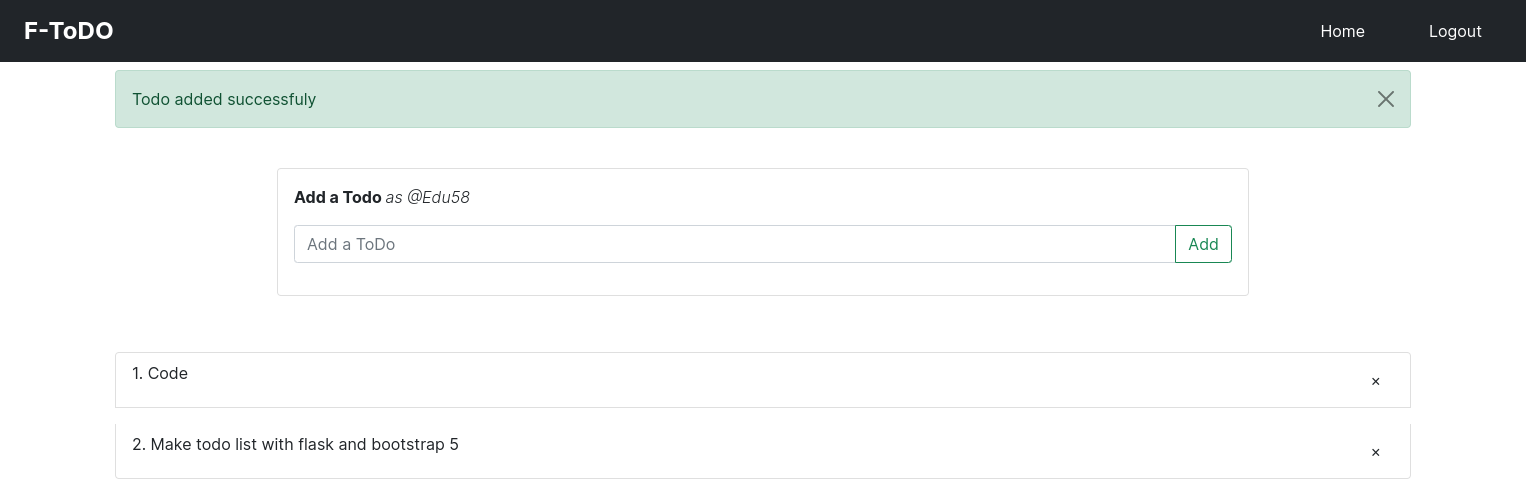 F-ToDO Home Logout
Todo added successfuly
Add a Todo as @Edu58
Add a ToDo Add
1. Code ×
2. Make todo list with flask and bootstrap 5 ×